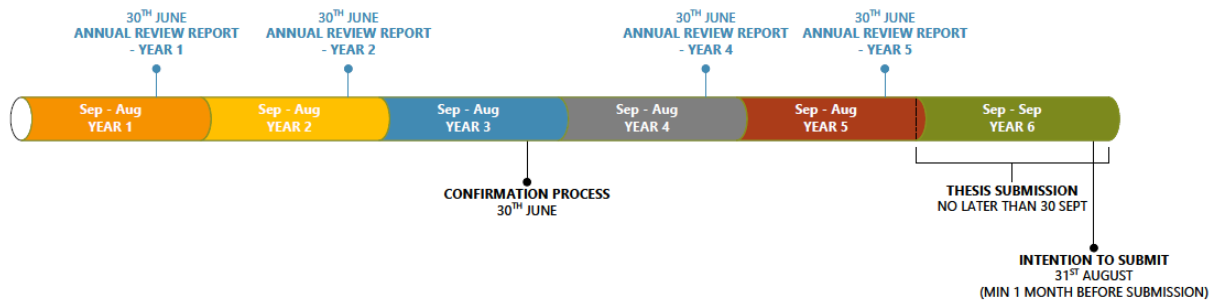 30TH JUNE
ANNUAL REVIEW REPORT
- YEAR 1
30TH JUNE
ANNUAL REVIEW REPORT
- YEAR 2
30TH JUNE
ANNUAL REVIEW REPORT
- YEAR 4
30TH JUNE
ANNUAL REVIEW REPORT
- YEAR 5
Sep - Aug
YEAR 1
Sep - Aug
YEAR 2
Sep - Aug
YEAR 3
Sep - Aug
YEAR 4
Sep - Aug
YEAR 5
Sep - Sep
YEAR 6
CONFIRMATION PROCESS
30TH JUNE
THESIS SUBMISSION
NO LATER THAN 30 SEPT
INTENTION TO SUBMIT
31ST AUGUST
(MIN 1 MONTH BEFORE SUBMISSION)